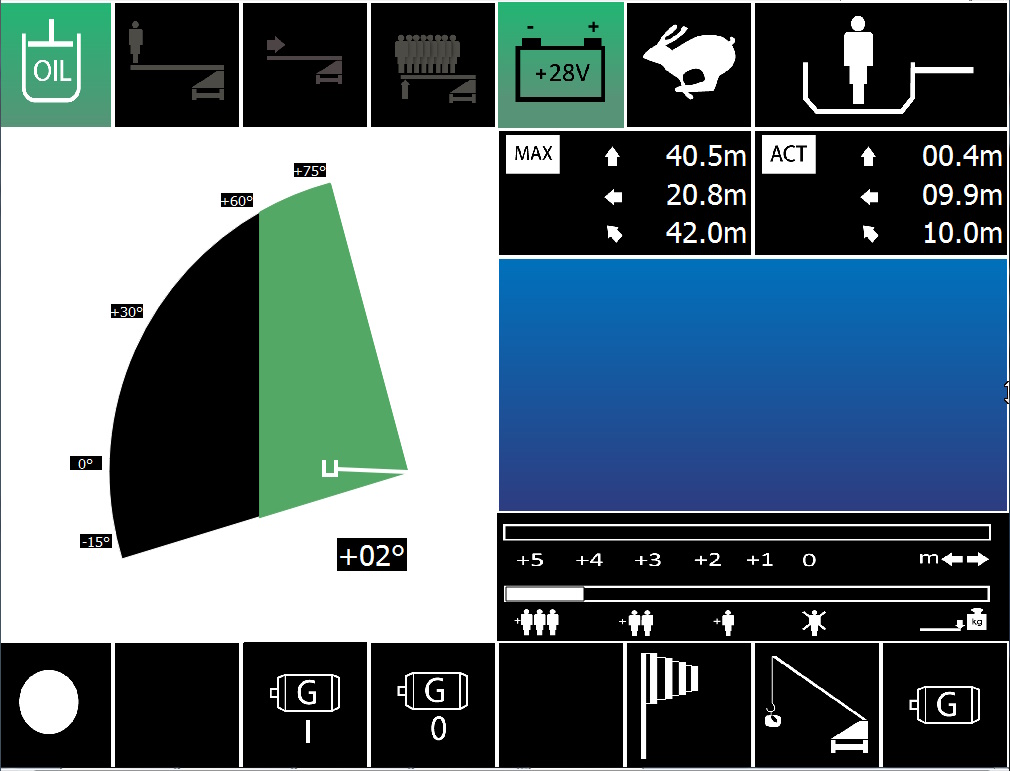 OIL
- +
+28V
MAX
40.5m
20.8m
42.0m
ACT
00.4m
09.9m
10.0m
+75°
+60°
+30°
0°
-15°
+02°
+5 +4 +3 +2 +1 0 m
+ + + kg
G
I
G
0
G